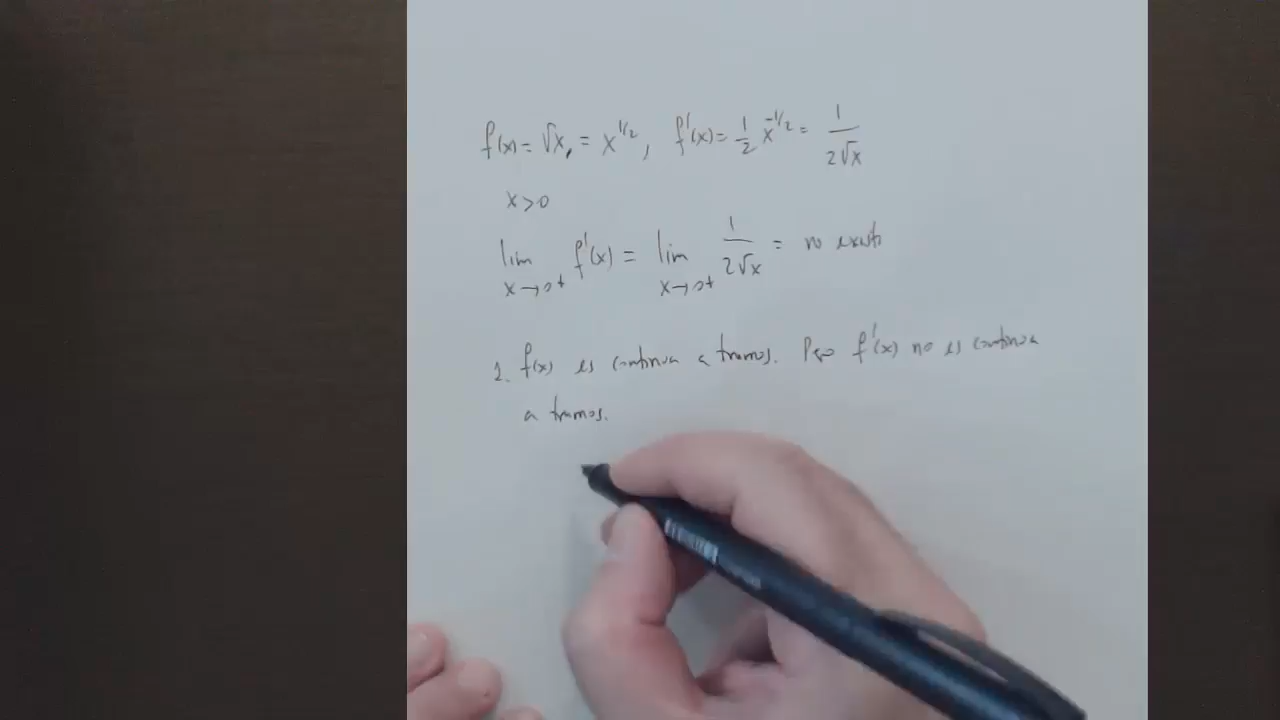 f(x) = √x, = x^{1/2}, f'(x) = 1/2 x^{-1/2} = 1/(2√x)
x>0
lim_{x→0+} f'(x) = lim_{x→0+} 1/(2√x) = no existe
1. f(x) es continua a tramos. Pero f'(x) no es continua
a tramos.